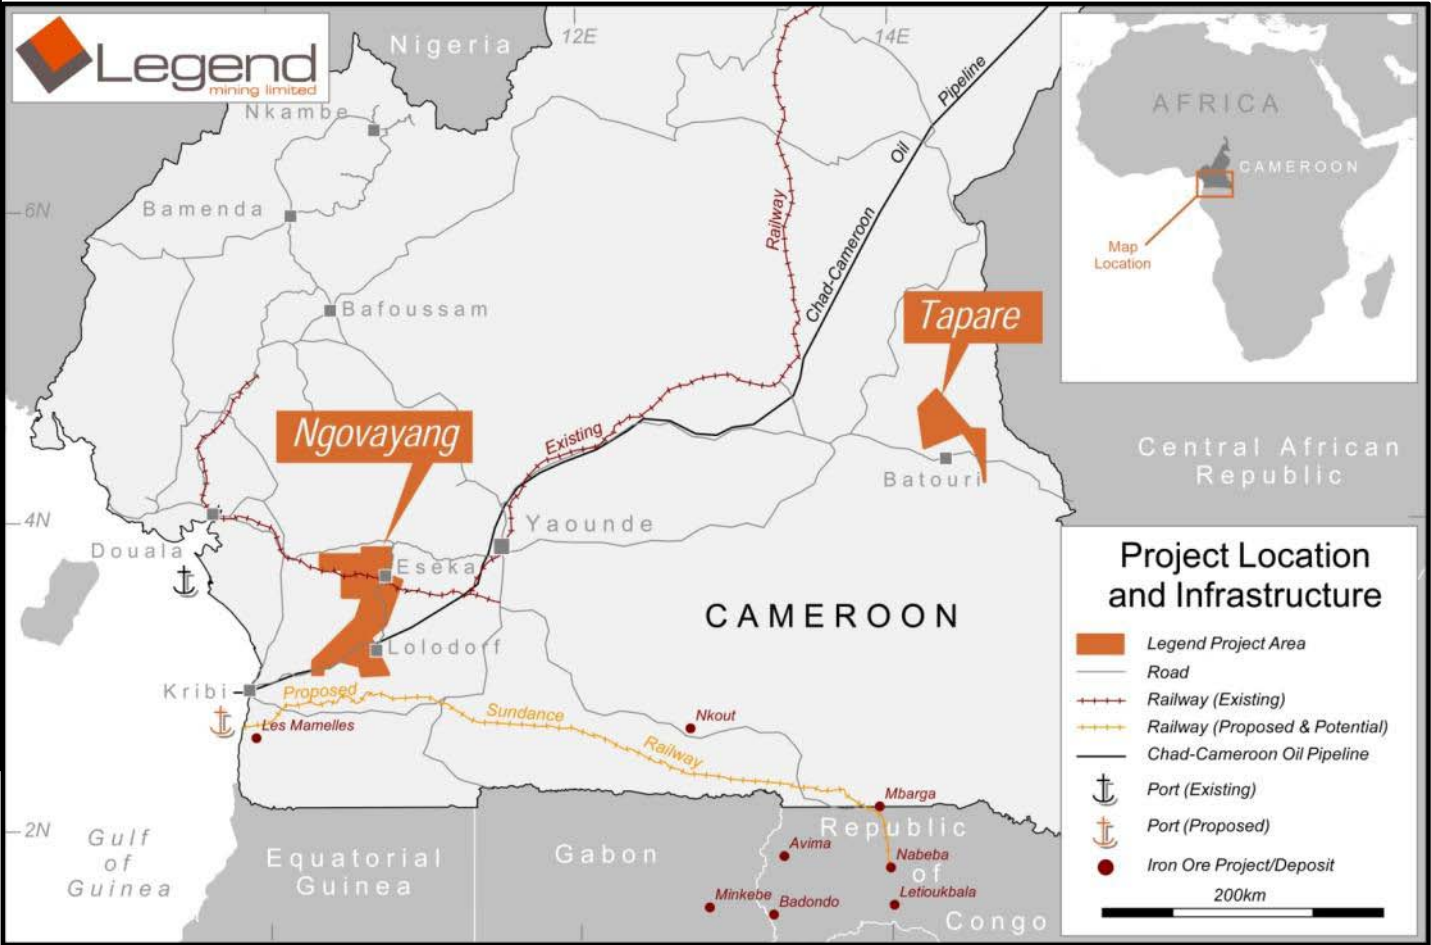 Legend
mining limited
Nigeria
12E
14E
Nkambe
Pipeline
Oil
Chad-Cameroon
AFRICA
CAMEROON
Map
Location
6N
Bamenda
Railway
Bafoussam
Tapare
Ngovayang
Existing
Central African
Republic
Batouri
4N
Yaounde
Douala
Eseka
CAMEROON
Lolodorf
Kribi
Proposed
Sundance
Railway
Les Mamelles
Nkout
Mbarga
2N
Gulf
of
Guinea
Equatorial
Guinea
Gabon
Republic
of
Congo
Avima
Nabeba
Minkebe
Badondo
Letioukbala
Project Location
and Infrastructure
Legend Project Area
Road
Railway (Existing)
Railway (Proposed & Potential)
Chad-Cameroon Oil Pipeline
Port (Existing)
Port (Proposed)
Iron Ore Project/Deposit
200km